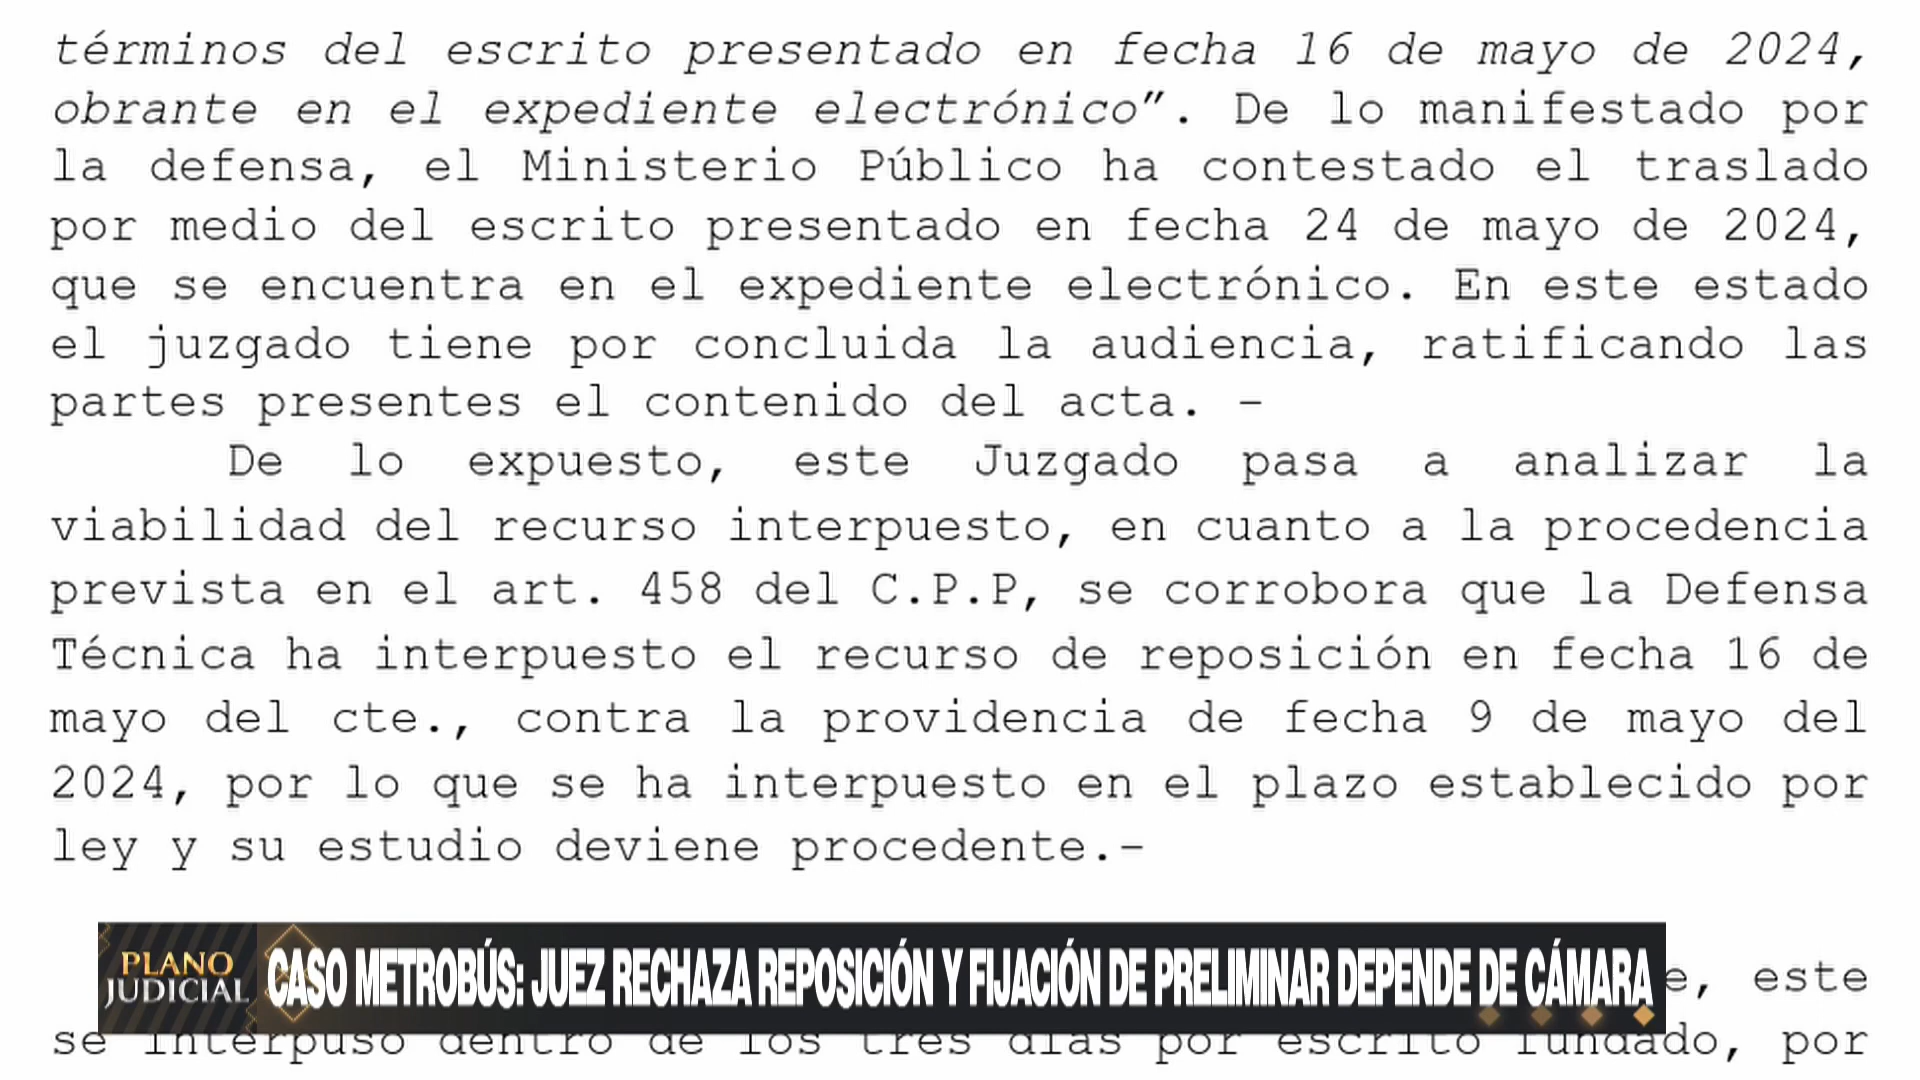 términos del escrito presentado en fecha 16 de mayo de 2024,
obrante en el expediente electrónico”. De lo manifestado por
la defensa, el Ministerio Público ha contestado el traslado
por medio del escrito presentado en fecha 24 de mayo de 2024,
que se encuentra en el expediente electrónico. En este estado
el juzgado tiene por concluida la audiencia, ratificando las
partes presentes el contenido del acta. -
De lo expuesto, este Juzgado pasa a analizar la
viabilidad del recurso interpuesto, en cuanto a la procedencia
prevista en el art. 458 del C.P.P, se corrobora que la Defensa
Técnica ha interpuesto el recurso de reposición en fecha 16 de
mayo del cte., contra la providencia de fecha 9 de mayo del
2024, por lo que se ha interpuesto en el plazo establecido por
ley y su estudio deviene procedente.-
PLANO
JUDICIAL
CASO METROBÚS: JUEZ RECHAZA REPOSICIÓN Y FIJACIÓN DE PRELIMINAR DEPENDE DE CÁMARA
este
se interpuso dentro de los tres días por escrito fundado, por